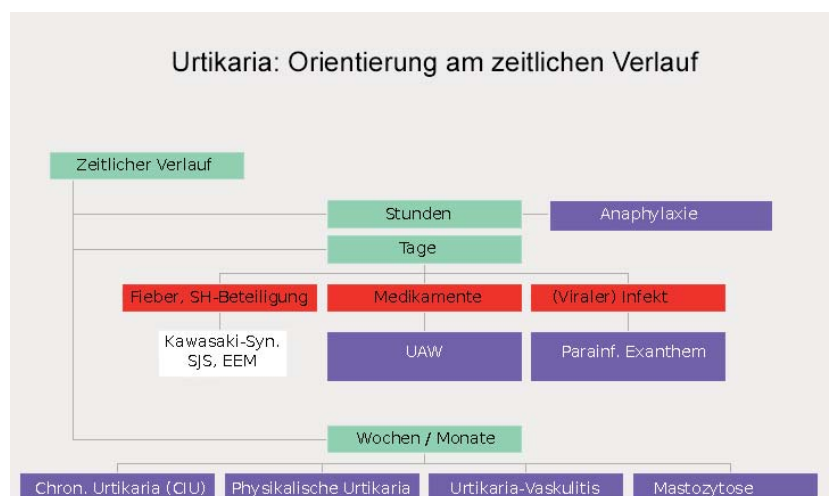 Urtikaria: Orientierung am zeitlichen Verlauf
Zeitlicher Verlauf
Stunden
Anaphylaxie
Tage
Fieber, SH-Beteiligung
Medikamente
(Viraler) Infekt
Kawasaki-Syn.
SJS, EEM
UAW
Parainf. Exanthem
Wochen / Monate
Chron. Urtikaria (CIU)
Physikalische Urtikaria
Urtikaria-Vaskulitis
Mastozytose